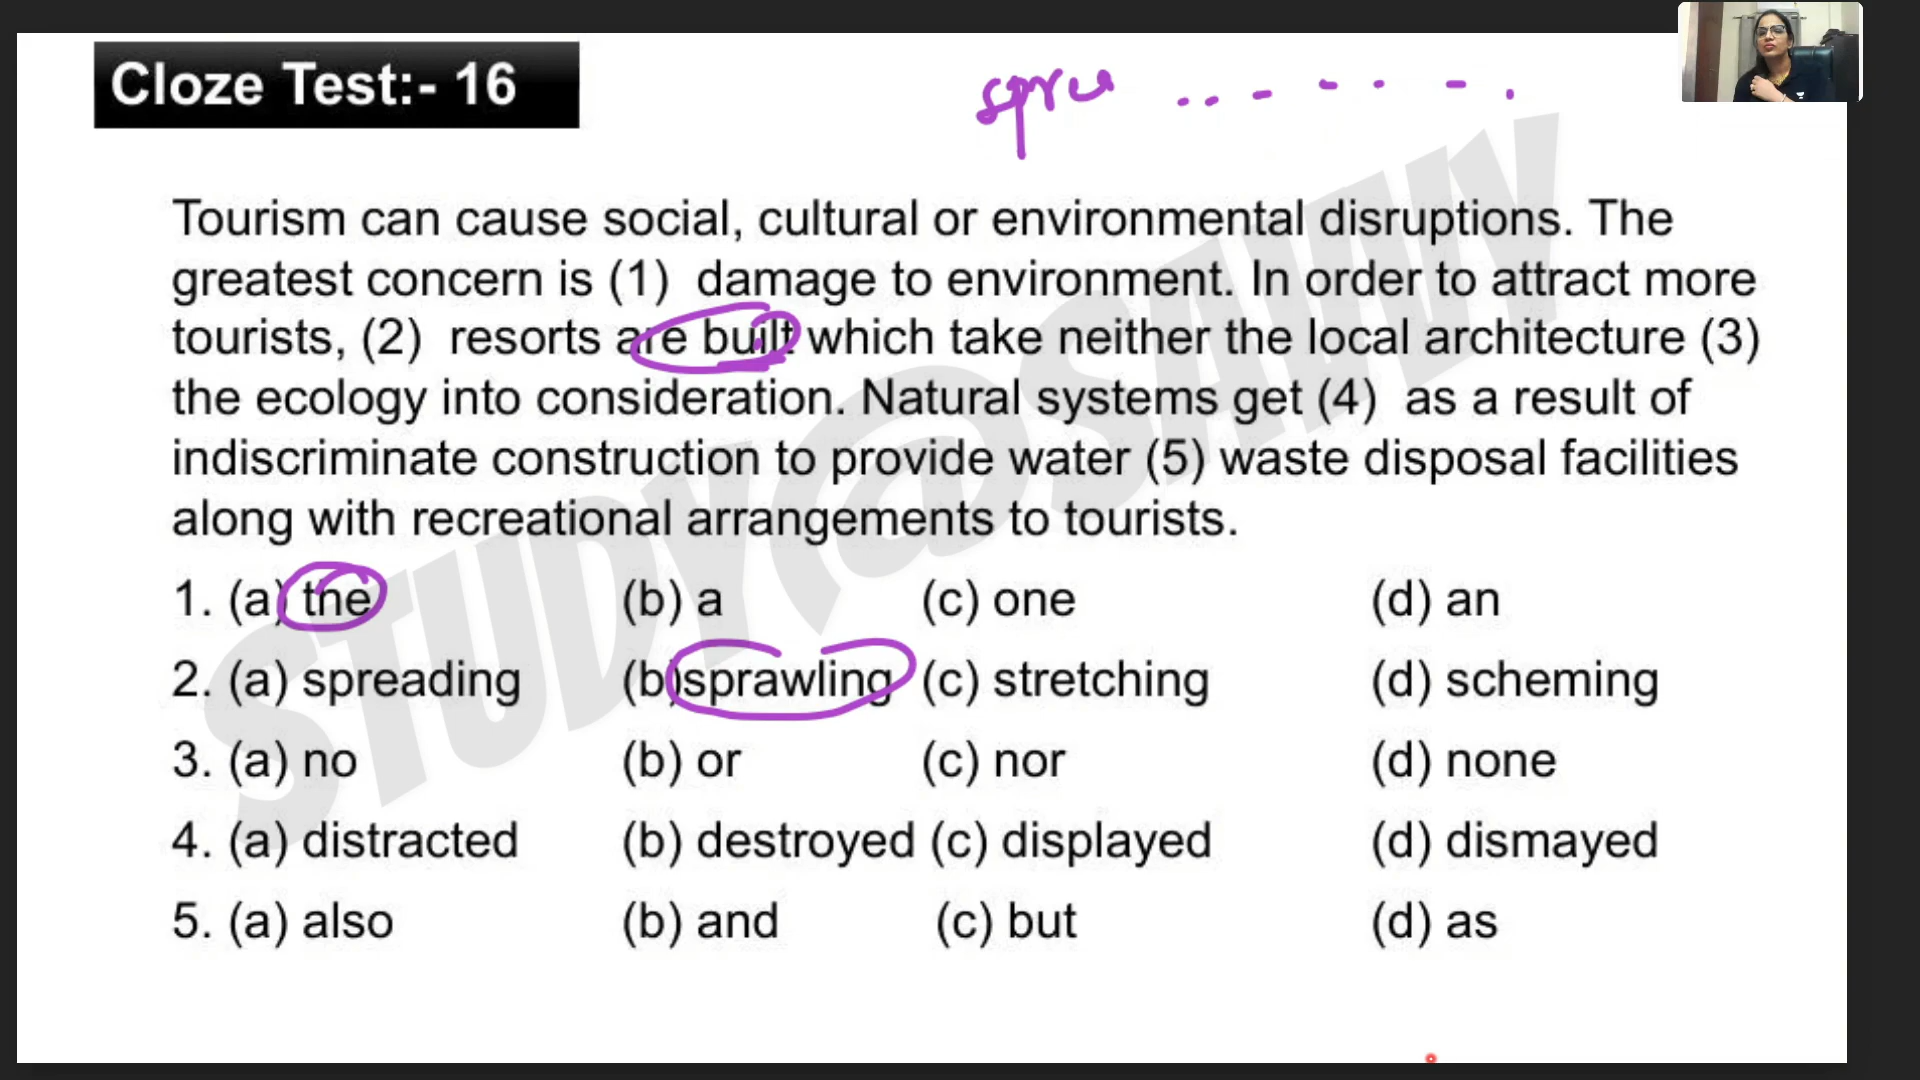 Cloze Test:- 16
spru
Tourism can cause social, cultural or environmental disruptions. The
greatest concern is (1) damage to environment. In order to attract more
tourists, (2) resorts are built which take neither the local architecture (3)
the ecology into consideration. Natural systems get (4) as a result of
indiscriminate construction to provide water (5) waste disposal facilities
along with recreational arrangements to tourists.
1. (a) the (b) a (c) one (d) an
2. (a) spreading (b)sprawling (c) stretching (d) scheming
3. (a) no (b) or (c) nor (d) none
4. (a) distracted (b) destroyed (c) displayed (d) dismayed
5. (a) also (b) and (c) but (d) as
STUDY@SAMY